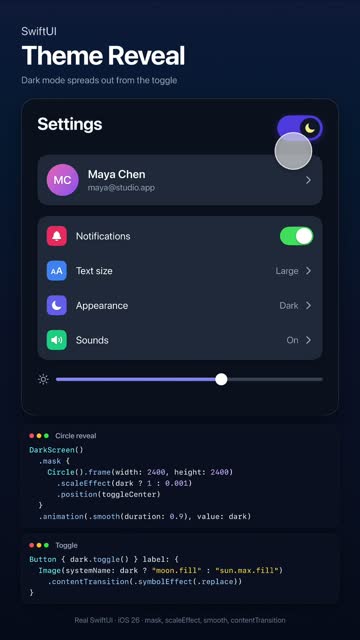 SwiftUI
Theme Reveal
Dark mode spreads out from the toggle
Settings
MC
Maya Chen
maya@studio.app
Notifications
AA
Text size
Large
Appearance
Dark
Sounds
On
Circle reveal
DarkScreen()
.mask {
Circle().frame(width: 2400, height: 2400)
.scaleEffect(dark ? 1 : 0.001)
.position(toggleCenter)
}
.animation(.smooth(duration: 0.9), value: dark)
Toggle
Button { dark.toggle() } label: {
Image(systemName: dark ? "moon.fill" : "sun.max.fill")
.contentTransition(.symbolEffect(.replace))
}
Real SwiftUI · iOS 26 · mask, scaleEffect, smooth, contentTransition